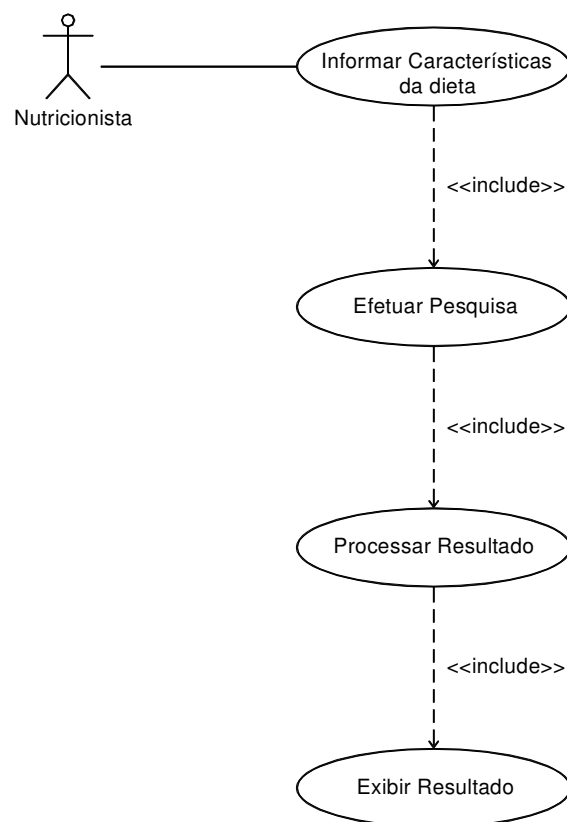 Informar Características
da dieta
Nutricionista
<<include>>
Efetuar Pesquisa
<<include>>
Processar Resultado
<<include>>
Exibir Resultado